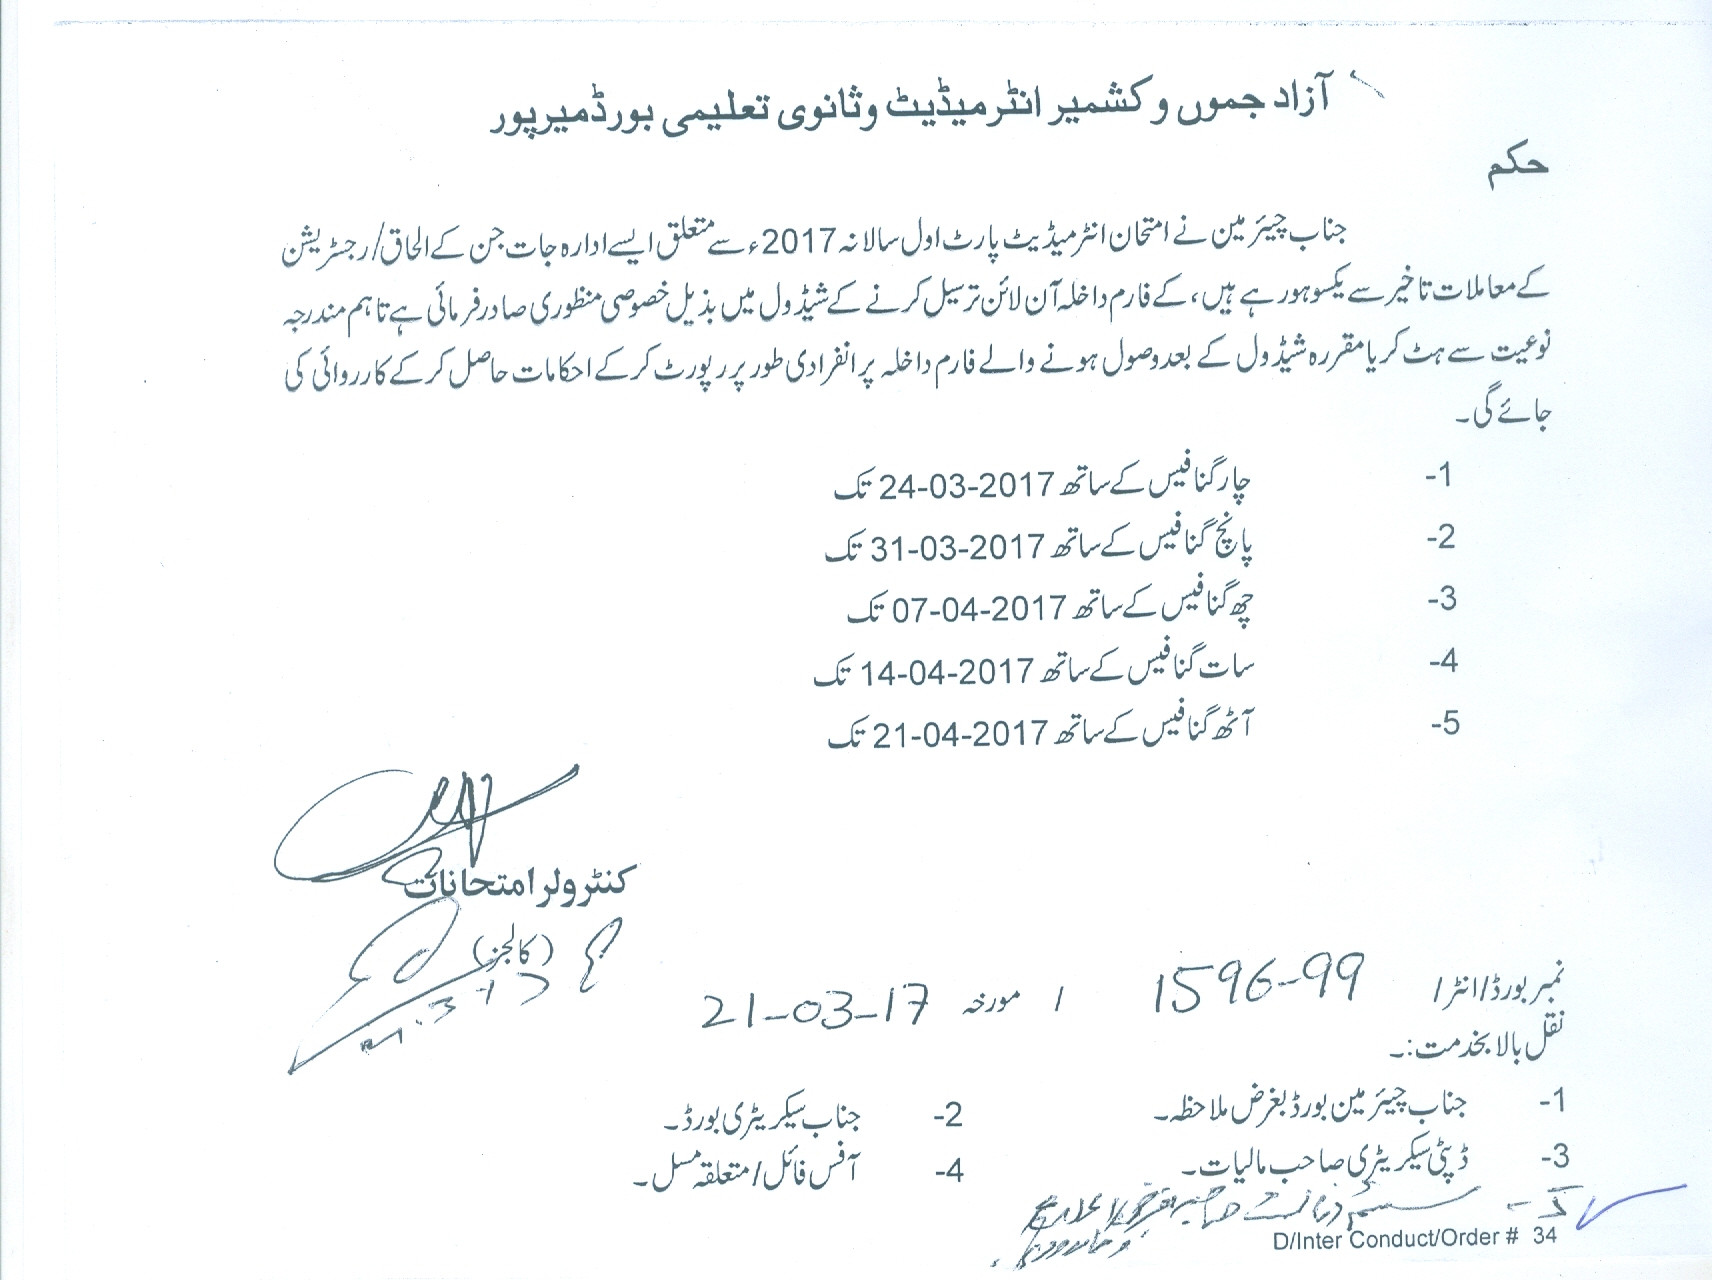 آزاد جموں و کشمیر انٹرمیڈیٹ و ثانوی تعلیمی بورڈ میرپور
حکم
جناب چیئرمین نے امتحان انٹرمیڈیٹ پارٹ اول سالانہ 2017ء سے متعلق ایسے ادارہ جات جن کے الحاق/رجسٹریشن
کے معاملات تاخیر سے یکسو ہو رہے ہیں، کے فارم داخلہ آن لائن ترسیل کرنے کے شیڈول میں بذیل خصوصی منظوری صادر فرمائی ہے تاہم مندرجہ
نوعیت سے ہٹ کر یا مقررہ شیڈول کے بعد وصول ہونے والے فارم داخلہ پر انفرادی طور پر رپورٹ کر کے احکامات حاصل کر کے کارروائی کی
جائے گی۔
1- چار گنا فیس کے ساتھ 24-03-2017 تک
2- پانچ گنا فیس کے ساتھ 31-03-2017 تک
3- چھ گنا فیس کے ساتھ 07-04-2017 تک
4- سات گنا فیس کے ساتھ 14-04-2017 تک
5- آٹھ گنا فیس کے ساتھ 21-04-2017 تک
کنٹرولر امتحانات
(کالجز)
نمبر بورڈ/انٹر/ 1596-99 / مورخہ 21-03-17
نقل بالا بخدمت:۔
1- جناب چیئرمین بورڈ بغرض ملاحظہ۔ 2- جناب سیکریٹری بورڈ۔
3- ڈپٹی سیکریٹری صاحب مالیات۔ 4- آفس فائل/متعلقہ مسل۔
D/Inter Conduct/Order # 34